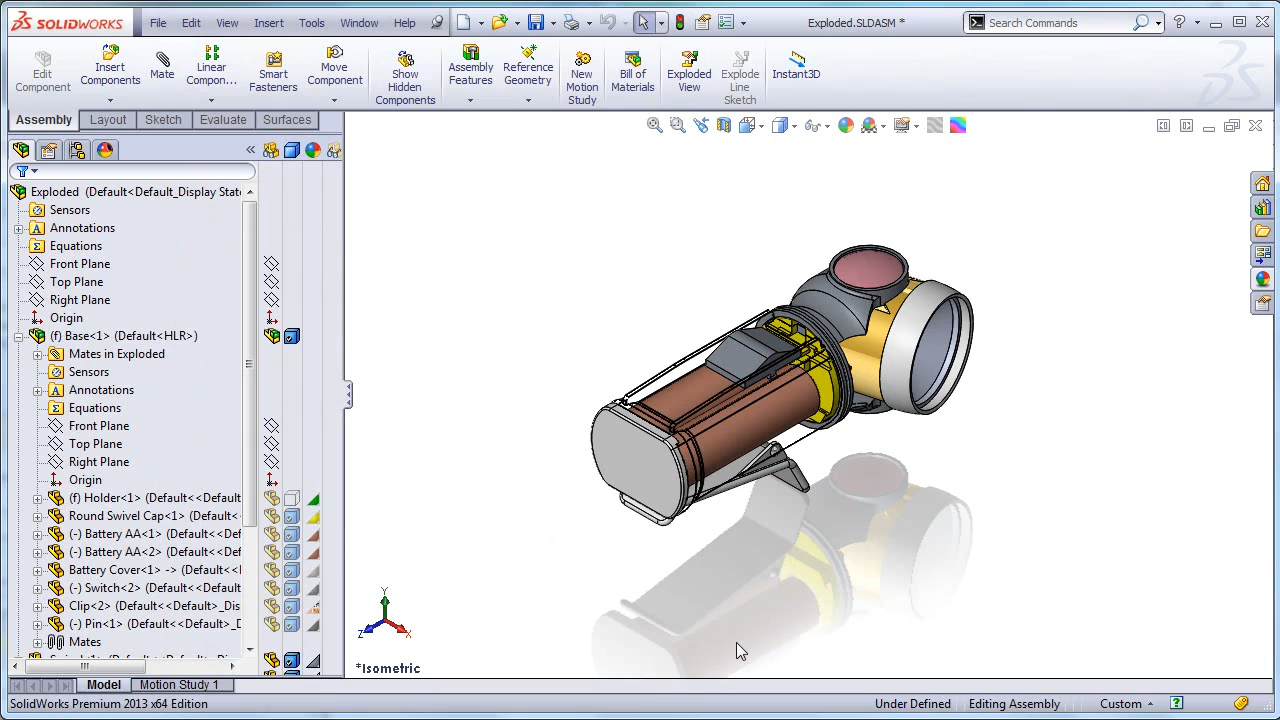 SOLIDWORKS File Edit View Insert Tools Window Help Exploded.SLDASM * Search Commands
Edit Component
Insert Components
Mate
Linear Compon...
Smart Fasteners
Move Component
Show Hidden Components
Assembly Features
Reference Geometry
New Motion Study
Bill of Materials
Exploded View
Explode Line Sketch
Instant3D
Assembly Layout Sketch Evaluate Surfaces
Exploded (Default<Default_Display State
Sensors
Annotations
Equations
Front Plane
Top Plane
Right Plane
Origin
(f) Base<1> (Default<HLR>)
Mates in Exploded
Sensors
Annotations
Equations
Front Plane
Top Plane
Right Plane
Origin
(f) Holder<1> (Default<<Default
Round Swivel Cap<1> (Default<
(-) Battery AA<1> (Default<<Def
(-) Battery AA<2> (Default<<Def
Battery Cover<1> -> (Default<<
(-) Switch<2> (Default<<Default
Clip<2> (Default<<Default>_Dis
(-) Pin<1> (Default<<Default>_D
Mates
Y
Z
X
*Isometric
Model Motion Study 1
SolidWorks Premium 2013 x64 Edition Under Defined Editing Assembly Custom